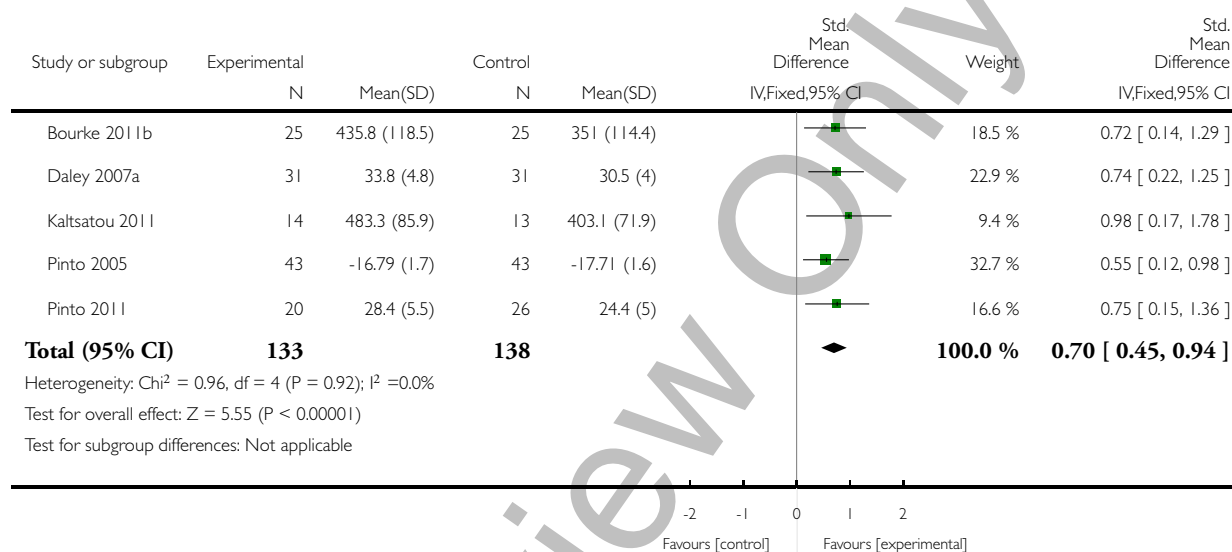 Std. Mean Difference Std. Mean Difference
Study or subgroup Experimental Control Weight
N Mean(SD) N Mean(SD) IV,Fixed,95% CI IV,Fixed,95% CI
Bourke 2011b 25 435.8 (118.5) 25 351 (114.4) 18.5 % 0.72 [ 0.14, 1.29 ]
Daley 2007a 31 33.8 (4.8) 31 30.5 (4) 22.9 % 0.74 [ 0.22, 1.25 ]
Kaltsatou 2011 14 483.3 (85.9) 13 403.1 (71.9) 9.4 % 0.98 [ 0.17, 1.78 ]
Pinto 2005 43 -16.79 (1.7) 43 -17.71 (1.6) 32.7 % 0.55 [ 0.12, 0.98 ]
Pinto 2011 20 28.4 (5.5) 26 24.4 (5) 16.6 % 0.75 [ 0.15, 1.36 ]
Total (95% CI) 133 138 100.0 % 0.70 [ 0.45, 0.94 ]
Heterogeneity: Chi² = 0.96, df = 4 (P = 0.92); I² =0.0%
Test for overall effect: Z = 5.55 (P < 0.00001)
Test for subgroup differences: Not applicable
-2 -1 0 1 2
Favours [control] Favours [experimental]
iew Only